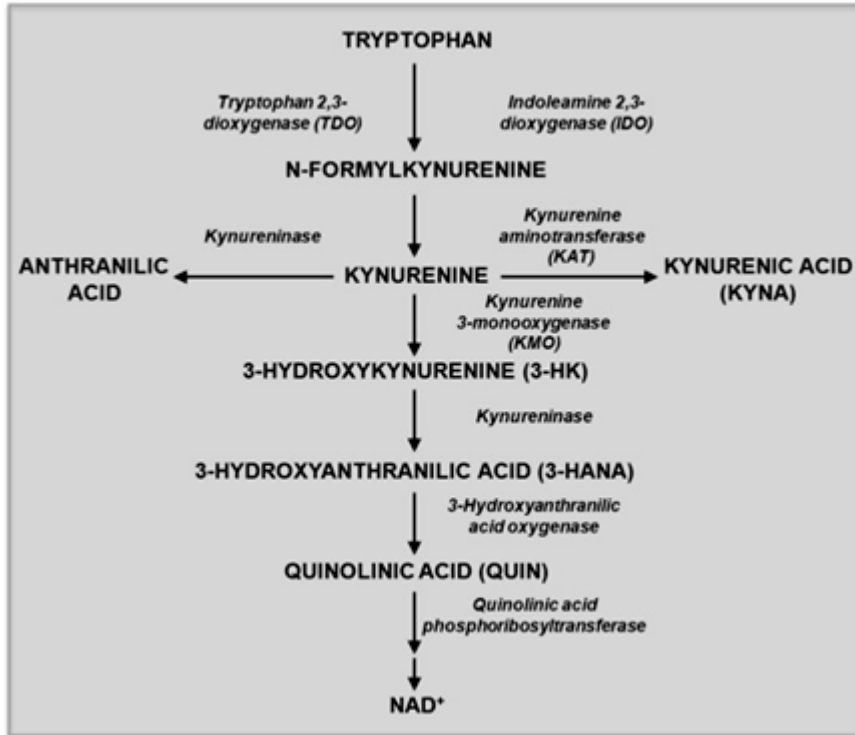 TRYPTOPHAN
Tryptophan 2,3-
dioxygenase (TDO)
Indoleamine 2,3-
dioxygenase (IDO)
N-FORMYLKYNURENINE
Kynureninase
Kynurenine
aminotransferase
(KAT)
ANTHRANILIC
ACID
KYNURENINE
KYNURENIC ACID
(KYNA)
Kynurenine
3-monooxygenase
(KMO)
3-HYDROXYKYNURENINE (3-HK)
Kynureninase
3-HYDROXYANTHRANILIC ACID (3-HANA)
3-Hydroxyanthranilic
acid oxygenase
QUINOLINIC ACID (QUIN)
Quinolinic acid
phosphoribosyltransferase
NAD⁺